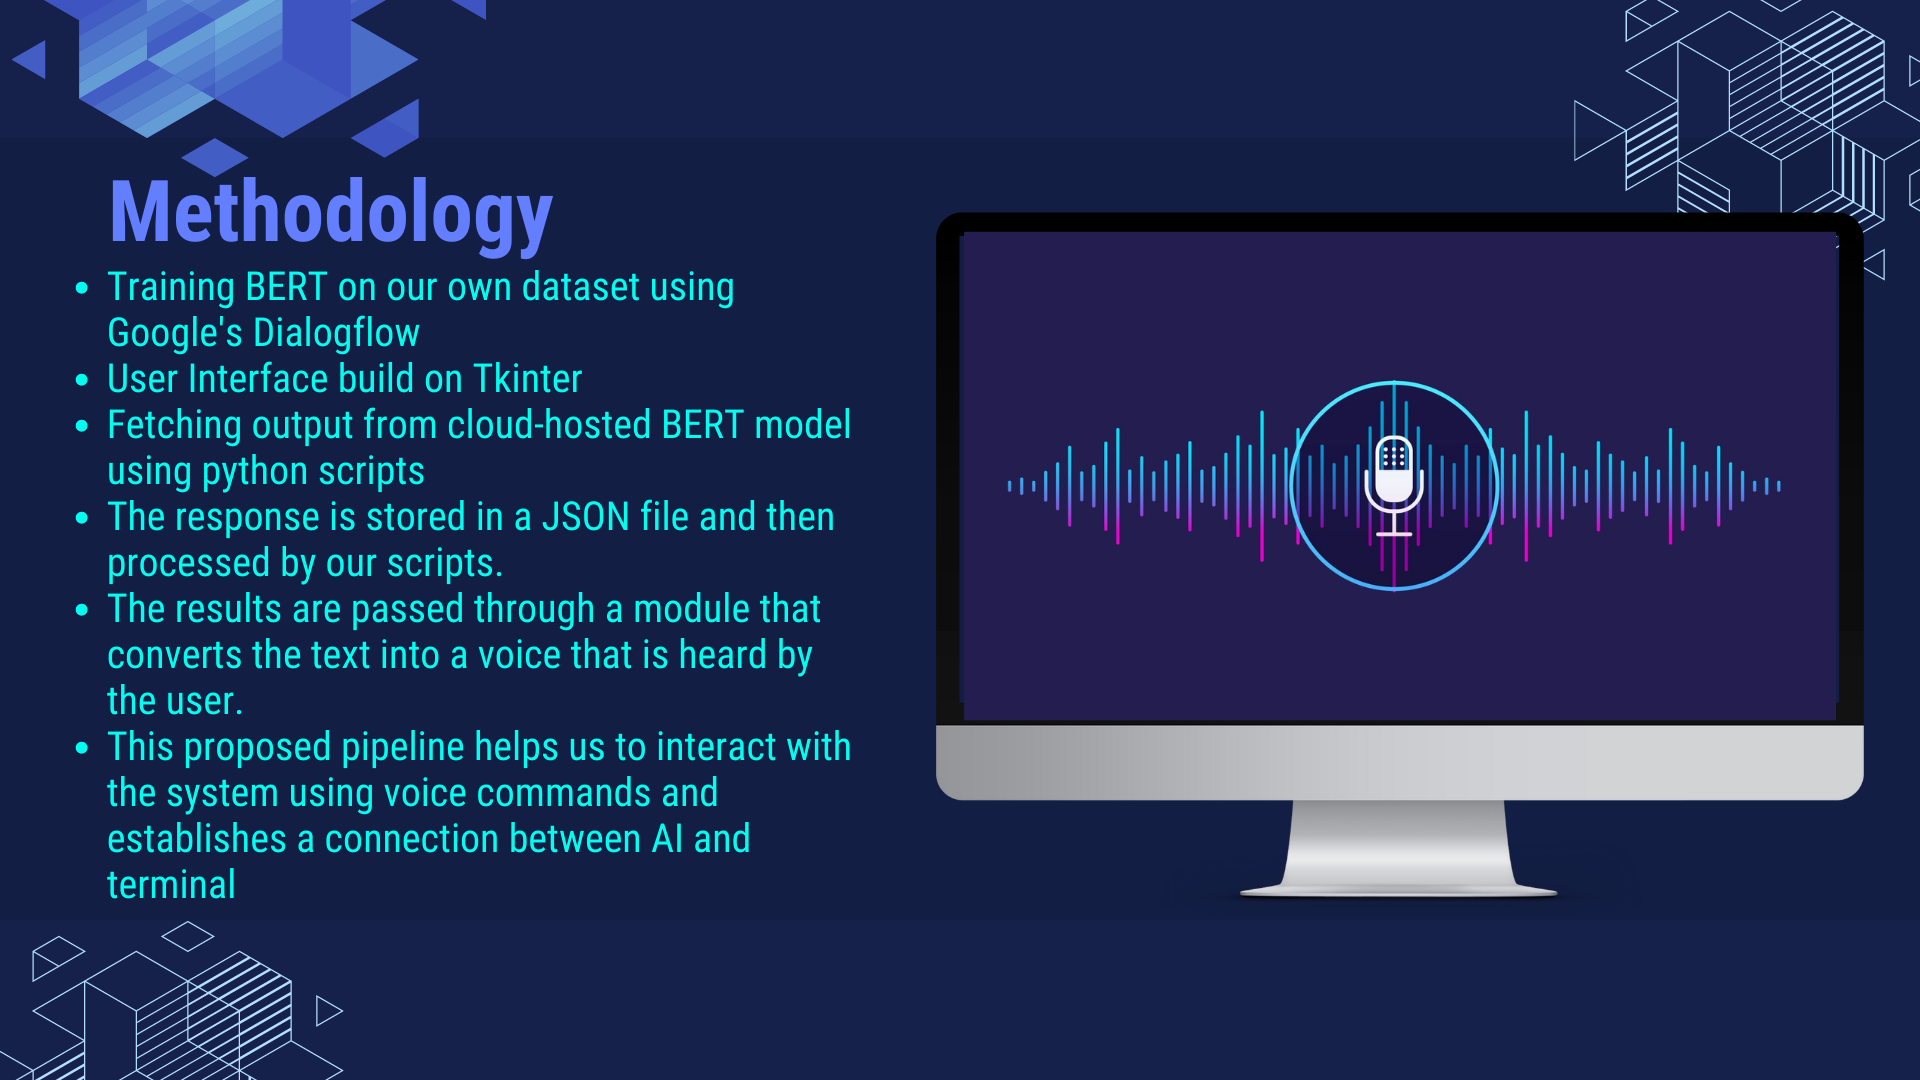 Methodology
• Training BERT on our own dataset using
Google's Dialogflow
• User Interface build on Tkinter
• Fetching output from cloud-hosted BERT model
using python scripts
• The response is stored in a JSON file and then
processed by our scripts.
• The results are passed through a module that
converts the text into a voice that is heard by
the user.
• This proposed pipeline helps us to interact with
the system using voice commands and
establishes a connection between AI and
terminal